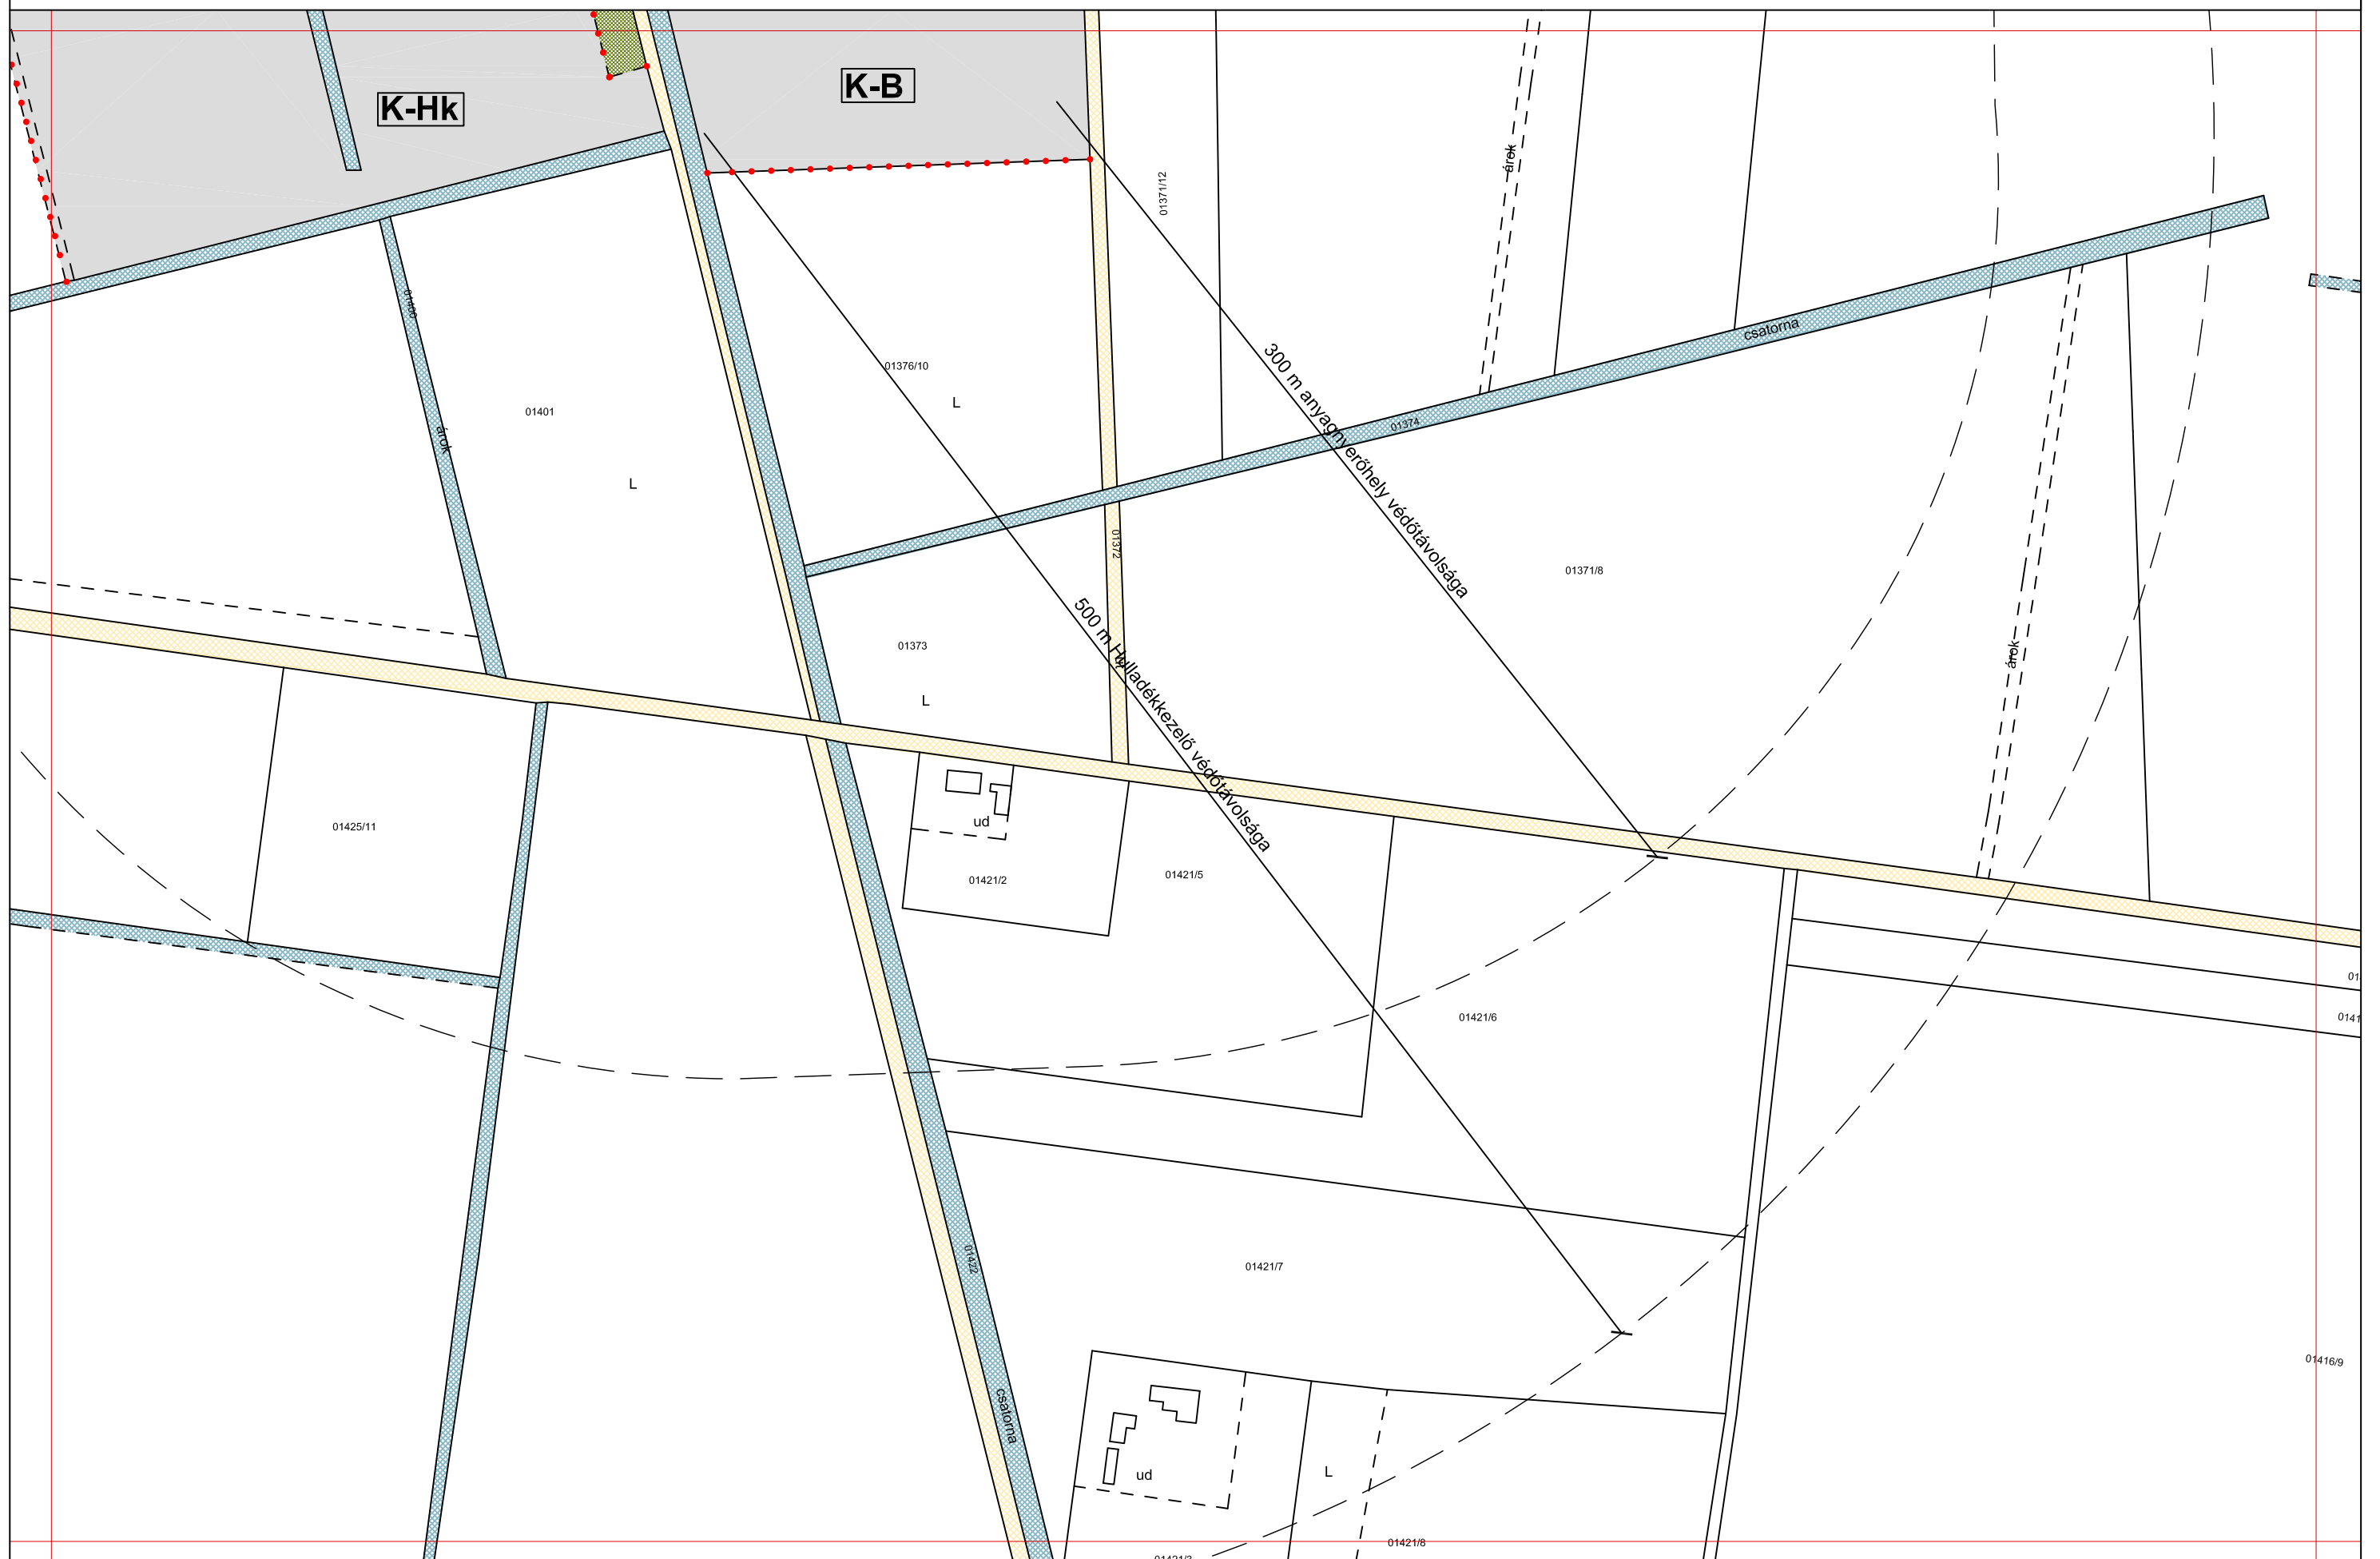 K-B
K-Hk
árok
01371/12
01400
csatorna
300 m anyagnyerőhely védőtávolsága
01376/10
L
01401
01374
árok
L
01372
01371/8
500 m Hulladékkezelő védőtávolsága
01373
út
árok
L
ud
01425/11
01421/5
01421/2
01421/6
01422
01421/7
01416/9
csatorna
L
ud
01421/8